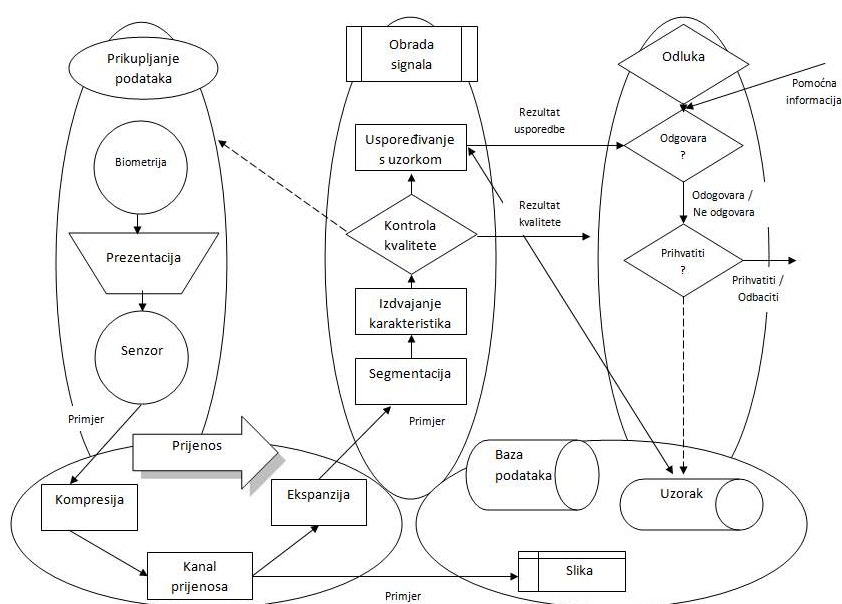 Prikupljanje
podataka
Biometrija
Prezentacija
Senzor
Primjer
Prijenos
Kompresija
Kanal
prijenosa
Ekspanzija
Primjer
Obrada
signala
Uspoređivanje
s uzorkom
Kontrola
kvalitete
Izdvajanje
karakteristika
Segmentacija
Primjer
Rezultat
usporedbe
Rezultat
kvalitete
Odluka
Pomoćna
informacija
Odgovara
?
Odogovara /
Ne odgovara
Prihvatiti
?
Prihvatiti /
Odbaciti
Baza
podataka
Uzorak
Slika